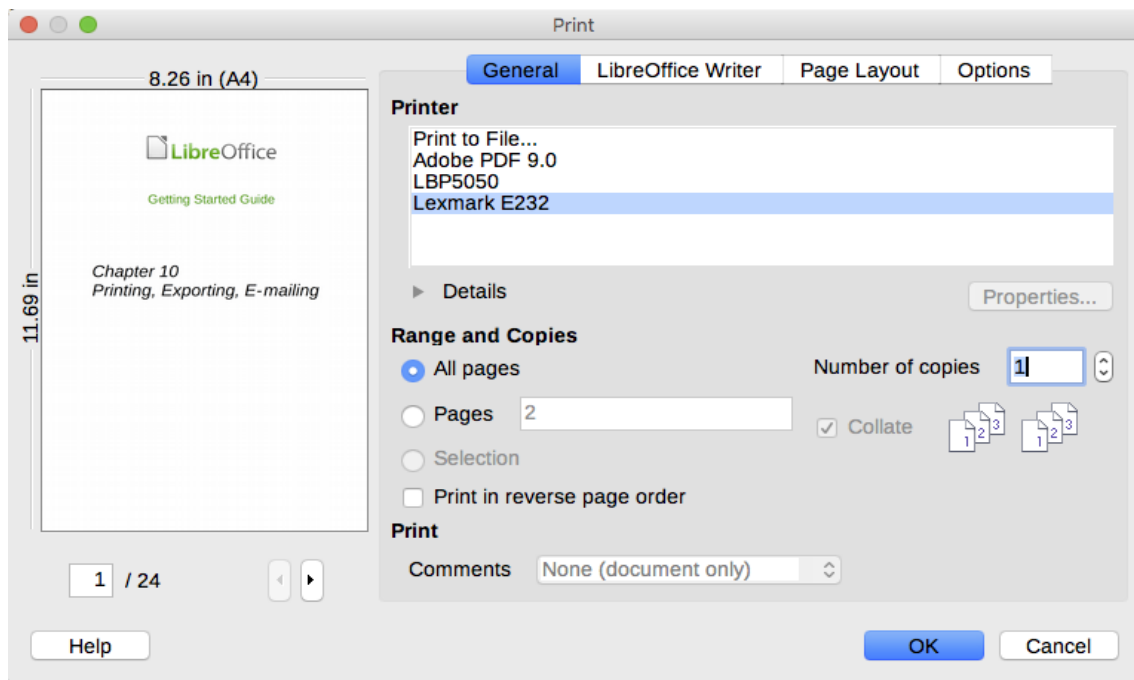 Print
8.26 in (A4)
11.69 in
LibreOffice
Getting Started Guide
Chapter 10
Printing, Exporting, E-mailing
1 / 24
General LibreOffice Writer Page Layout Options
Printer
Print to File...
Adobe PDF 9.0
LBP5050
Lexmark E232
Details
Properties...
Range and Copies
All pages
Number of copies 1
Pages 2
Collate
1 2 3 1 2 3
Selection
Print in reverse page order
Print
Comments None (document only)
Help
OK
Cancel